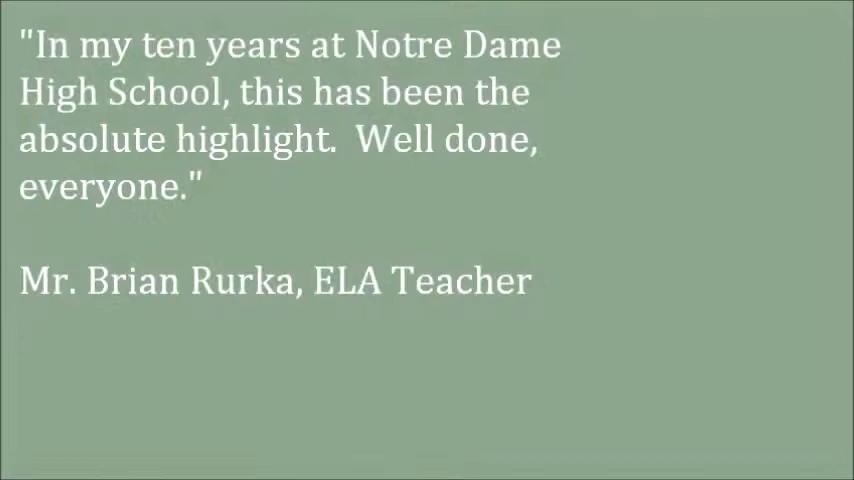 "In my ten years at Notre Dame
High School, this has been the
absolute highlight.  Well done,
everyone."
Mr. Brian Rurka, ELA Teacher